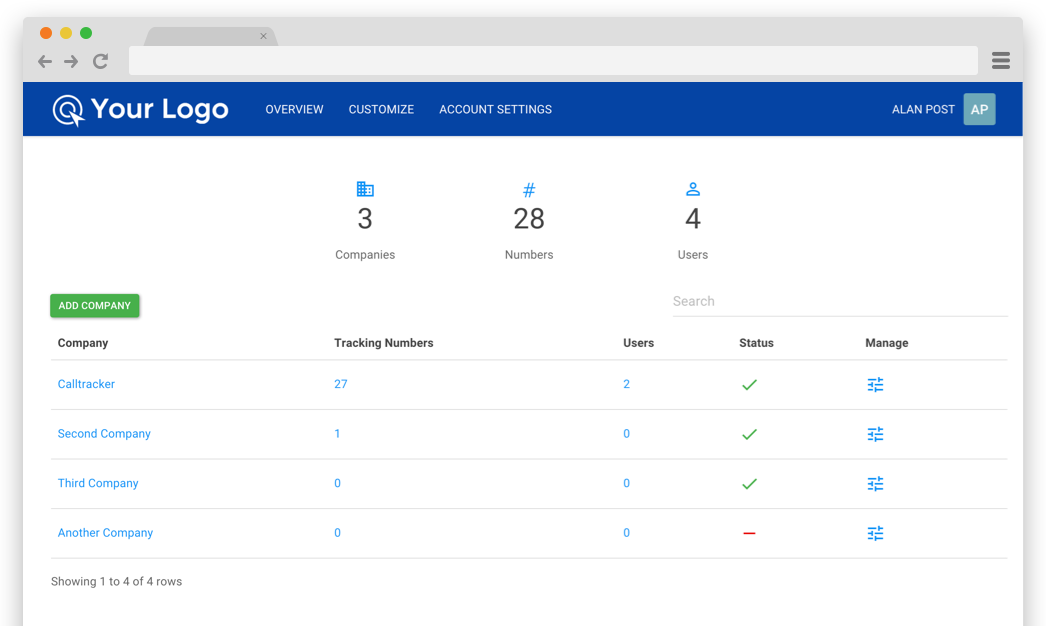 Your Logo OVERVIEW CUSTOMIZE ACCOUNT SETTINGS ALAN POST AP
# 
3 28 4
Companies Numbers Users
ADD COMPANY Search
Company Tracking Numbers Users Status Manage
Calltracker 27 2
Second Company 1 0
Third Company 0 0
Another Company 0 0
Showing 1 to 4 of 4 rows